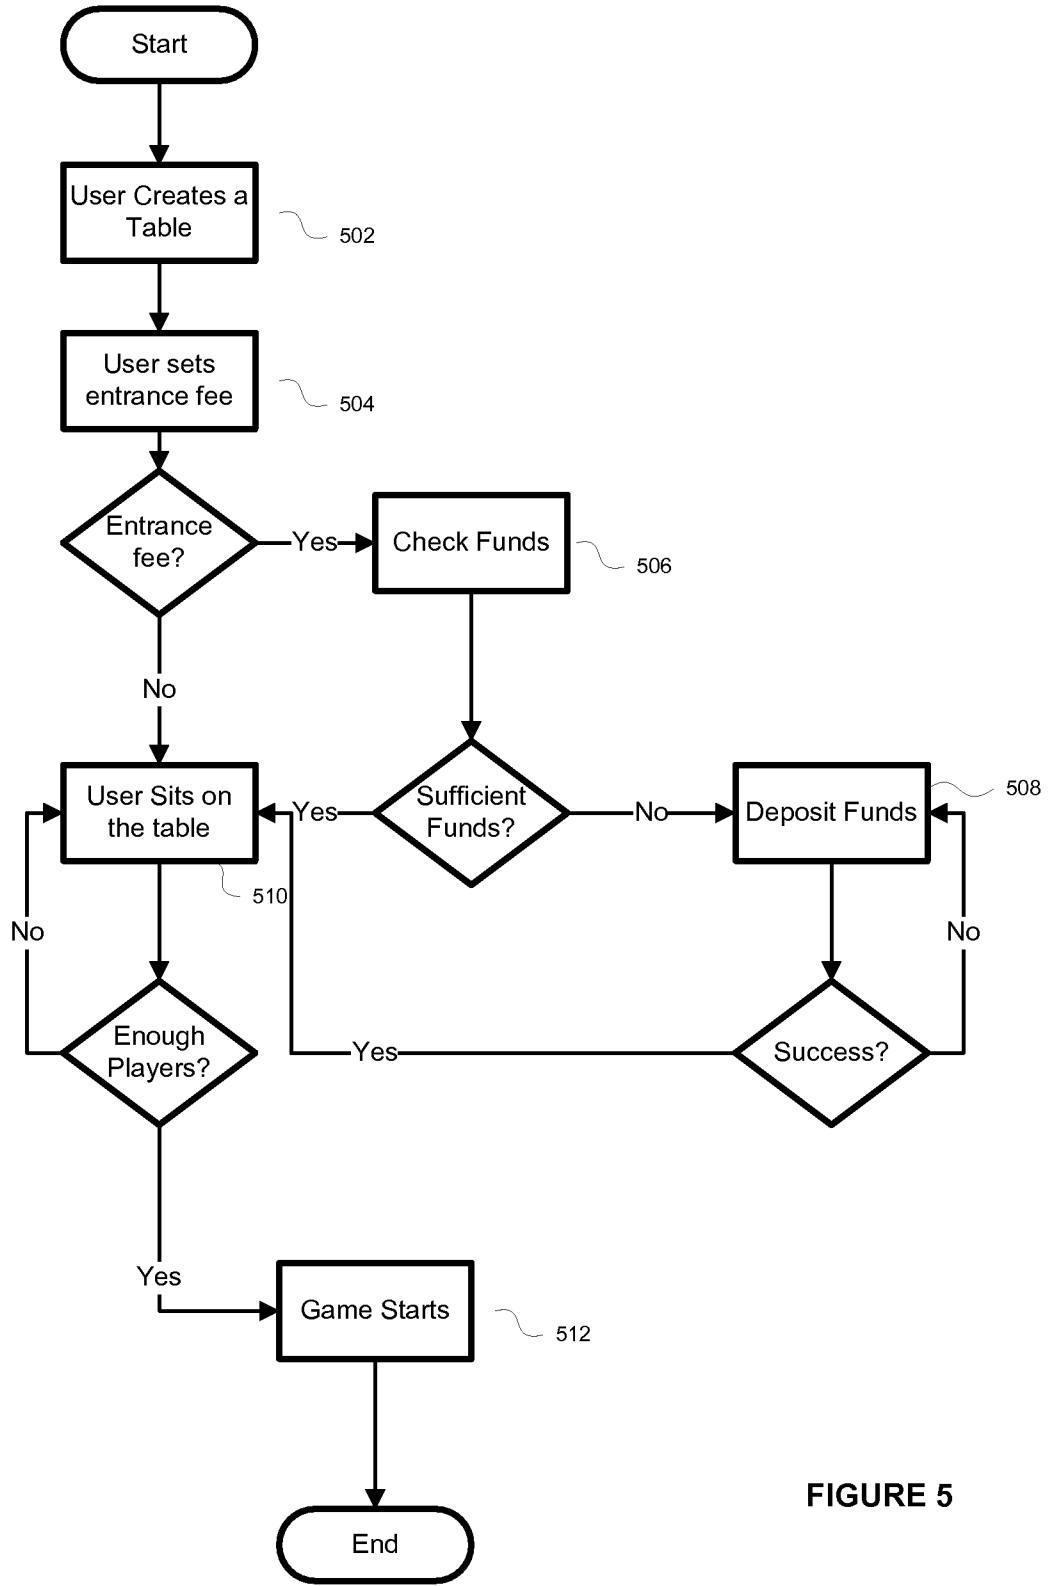 Start
User Creates a
Table
502
User sets
entrance fee
504
Entrance
fee?
Yes
Check Funds
506
No
User Sits on
the table
510
Yes
Sufficient
Funds?
No
Deposit Funds
508
No
No
Enough
Players?
Yes
Success?
Yes
Game Starts
512
FIGURE 5
End